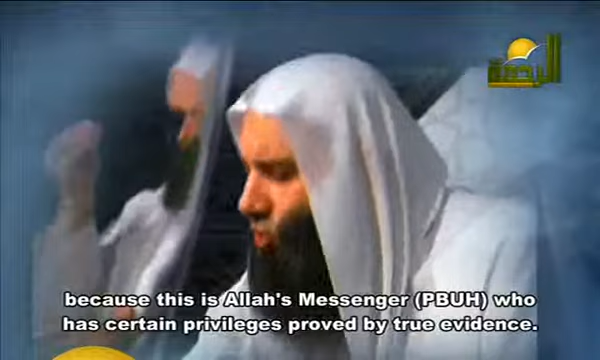 الرحمة
because this is Allah's Messenger (PBUH) who
has certain privileges proved by true evidence.